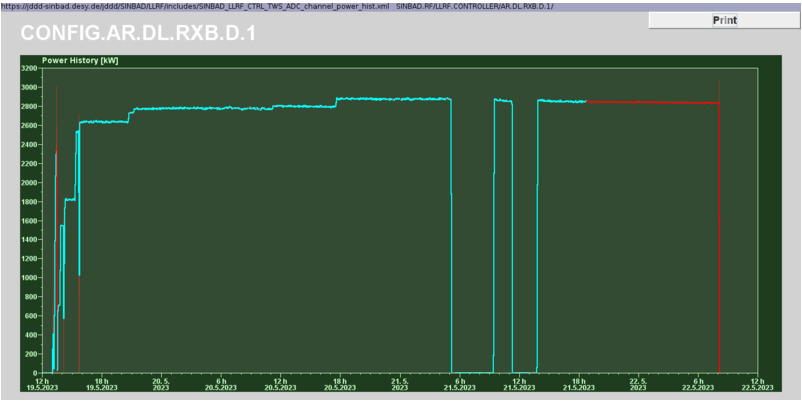 https://jddd-sinbad.desy.de/jddd/SINBAD/LLRF/includes/SINBAD_LLRF_CTRL_TWS_ADC_channel_power_hist.xml SINBAD.RF/LLRF.CONTROLLER/AR.DL.RXB.D.1/
Print
CONFIG.AR.DL.RXB.D.1
Power History [kW]
3200
3000
2800
2600
2400
2200
2000
1800
1600
1400
1200
1000
800
600
400
200
0
12 h 18 h 20. 5. 6 h 12 h 18 h 21. 5. 6 h 12 h 18 h 22. 5. 6 h 12 h
19.5.2023 19.5.2023 2023 20.5.2023 20.5.2023 20.5.2023 2023 21.5.2023 21.5.2023 21.5.2023 2023 22.5.2023 22.5.2023